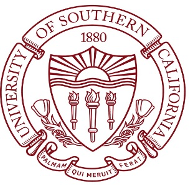 UNIVERSITY OF SOUTHERN CALIFORNIA
1880
PALMAM QUI MERUIT FERAT